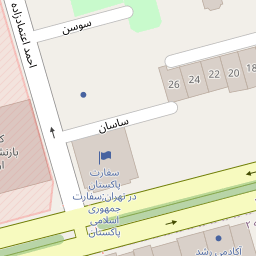 سوسن
احمد اعتمادزاده
18
20
22
24
26
ساسان
سفارت
پاکستان
در تهران;سفارت
جمهوری
اسلامی
پاکستان
آکادمی رشد